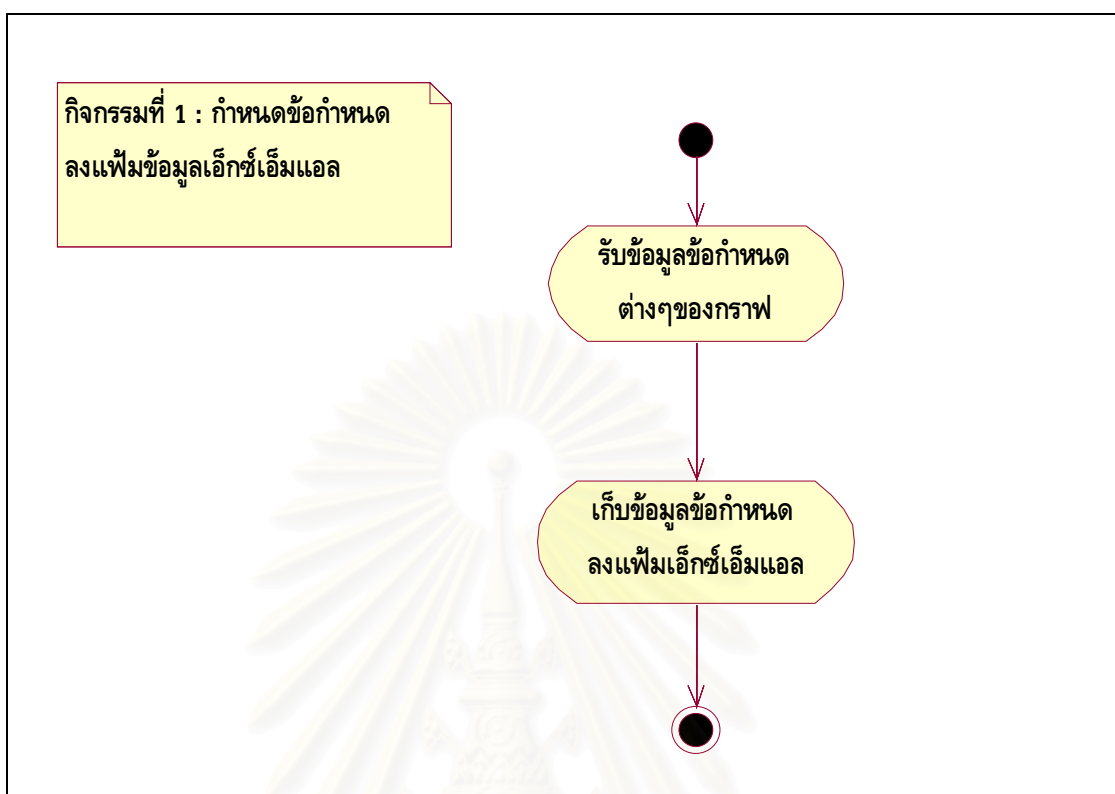 กิจกรรมที่ 1 : กำหนดข้อกำหนด
ลงแฟ้มข้อมูลเอ็กซ์เอ็มแอล
รับข้อมูลข้อกำหนด
ต่างๆของกราฟ
เก็บข้อมูลข้อกำหนด
ลงแฟ้มเอ็กซ์เอ็มแอล